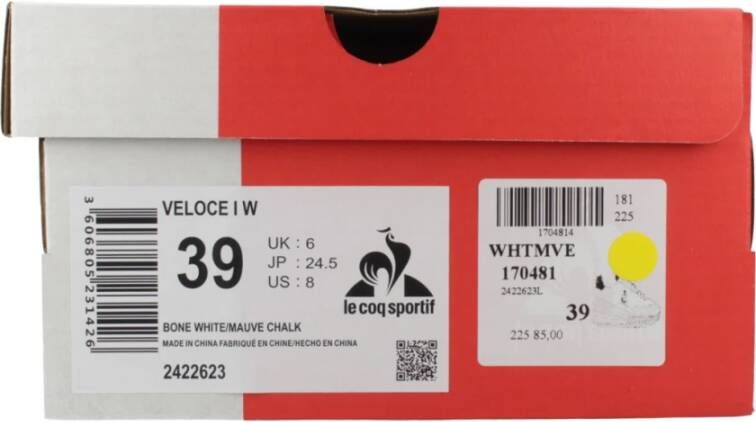 3 606805 231426
VELOCE I W
39
UK : 6
JP : 24.5
US : 8
le coq sportif
BONE WHITE/MAUVE CHALK
MADE IN CHINA FABRIQUÉ EN CHINE/HECHO EN CHINA
2422623
181
225
1704814
WHTMVE
170481
2422623L
39
225 85,00